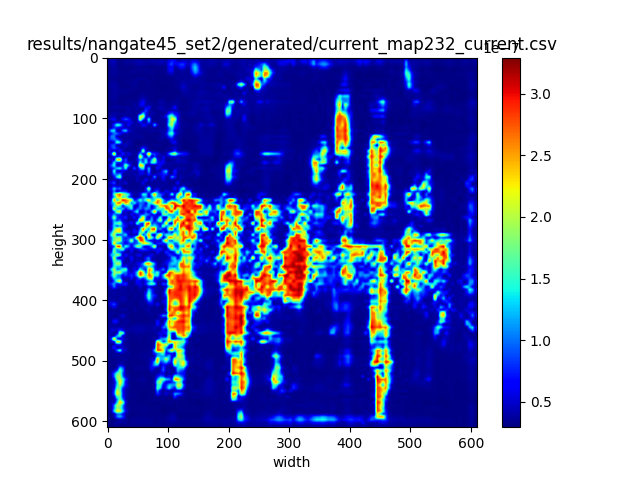 results/nangate45_set2/generated/current_map232_current.csv
1e−7
0
100
200
300
400
500
600
height
0 100 200 300 400 500 600
width
3.0
2.5
2.0
1.5
1.0
0.5